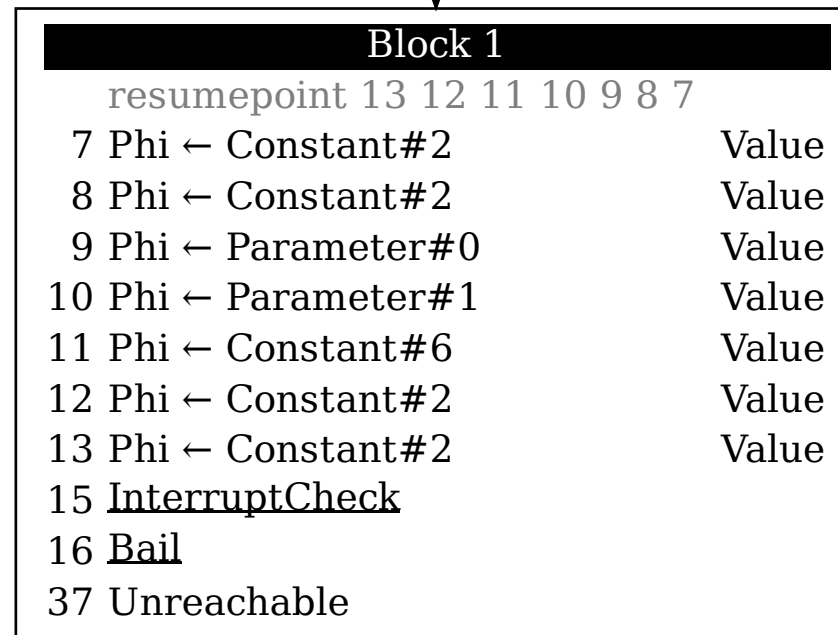 Block 1
resumepoint 13 12 11 10 9 8 7
7 Phi ← Constant#2 Value
8 Phi ← Constant#2 Value
9 Phi ← Parameter#0 Value
10 Phi ← Parameter#1 Value
11 Phi ← Constant#6 Value
12 Phi ← Constant#2 Value
13 Phi ← Constant#2 Value
15 InterruptCheck
16 Bail
37 Unreachable